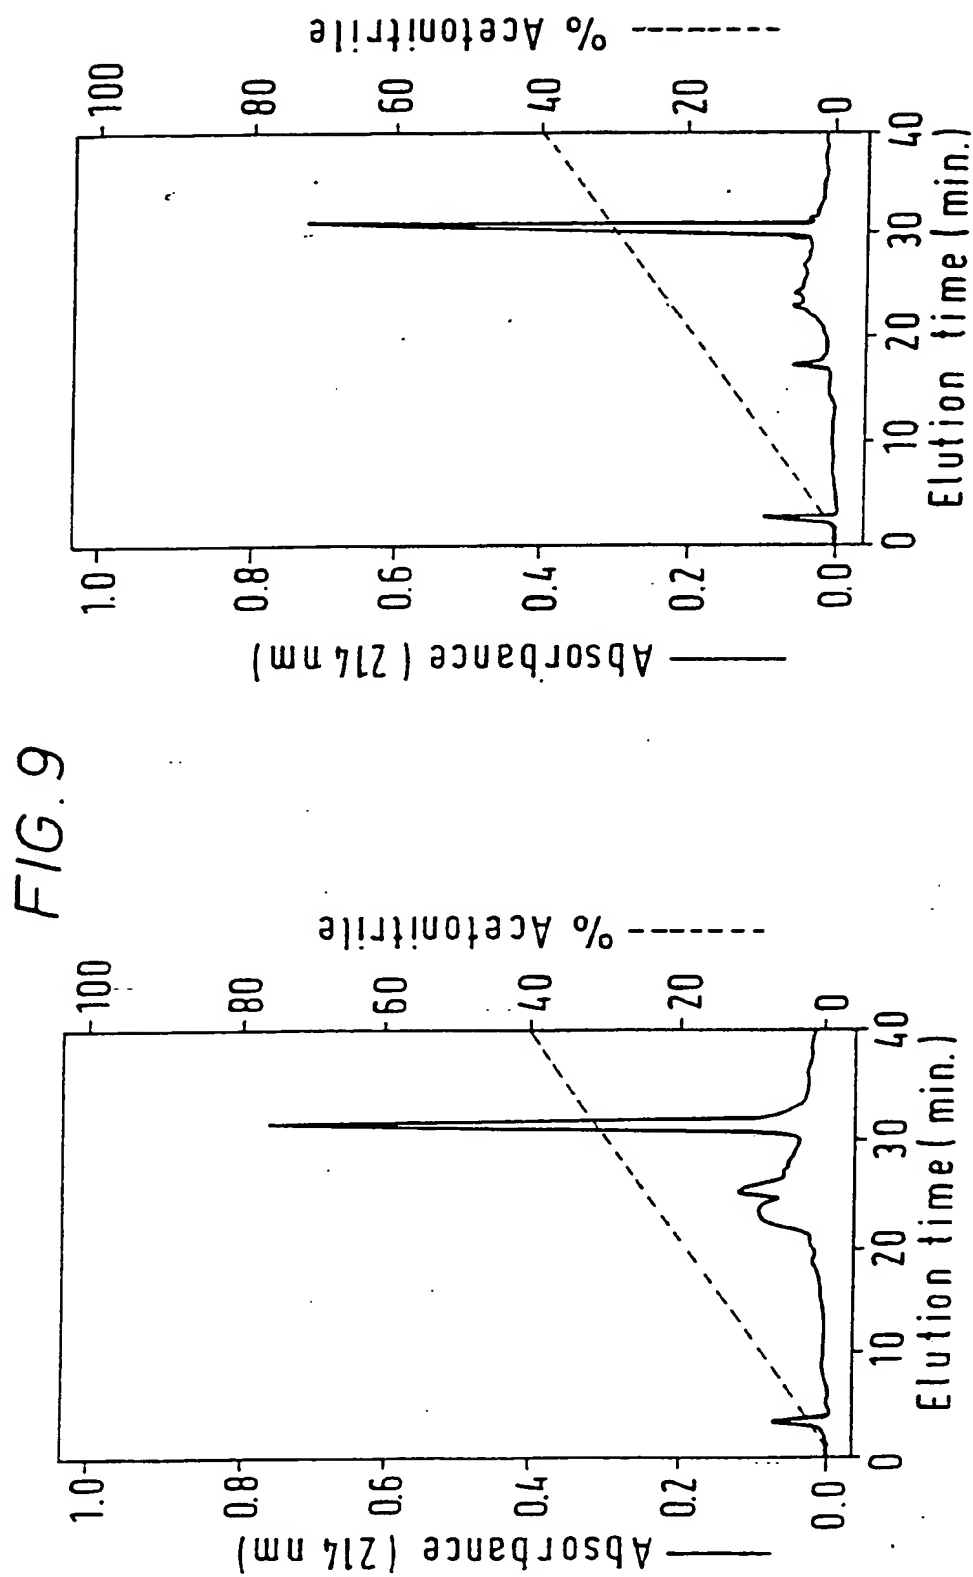 FIG. 9
Absorbance (214 nm)
1.0
0.8
0.6
0.4
0.2
0.0
0 10 20 30 40
Elution time (min.)
100
80
60
40
20
0
% Acetonitrile
Absorbance (214 nm)
1.0
0.8
0.6
0.4
0.2
0.0
0 10 20 30 40
Elution time (min.)
100
80
60
40
20
0
% Acetonitrile